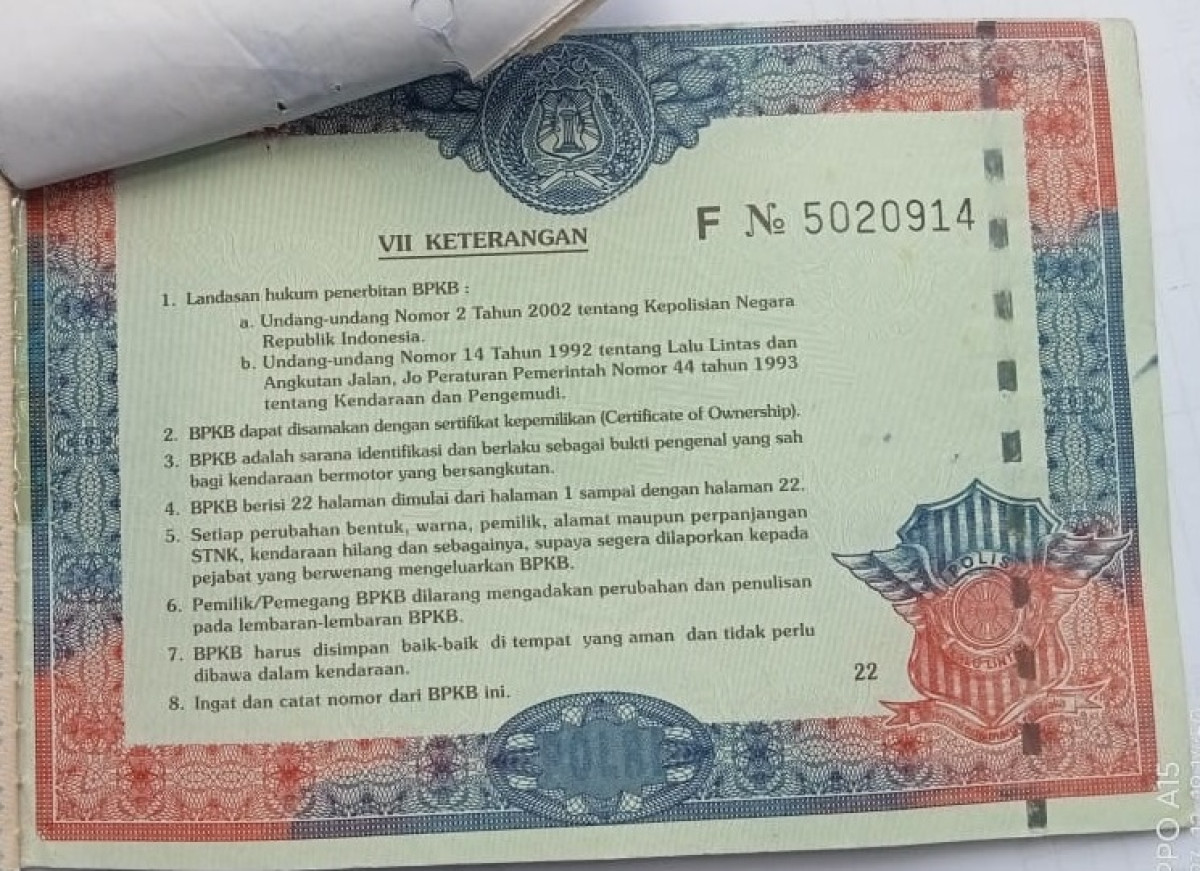 F № 5020914
VII KETERANGAN
1. Landasan hukum penerbitan BPKB :
a. Undang-undang Nomor 2 Tahun 2002 tentang Kepolisian Negara
Republik Indonesia.
b. Undang-undang Nomor 14 Tahun 1992 tentang Lalu Lintas dan
Angkutan Jalan, Jo Peraturan Pemerintah Nomor 44 tahun 1993
tentang Kendaraan dan Pengemudi.
2. BPKB dapat disamakan dengan sertifikat kepemilikan (Certificate of Ownership).
3. BPKB adalah sarana identifikasi dan berlaku sebagai bukti pengenal yang sah
bagi kendaraan bermotor yang bersangkutan.
4. BPKB berisi 22 halaman dimulai dari halaman 1 sampai dengan halaman 22.
5. Setiap perubahan bentuk, warna, pemilik, alamat maupun perpanjangan
STNK, kendaraan hilang dan sebagainya, supaya segera dilaporkan kepada
pejabat yang berwenang mengeluarkan BPKB.
6. Pemilik/Pemegang BPKB dilarang mengadakan perubahan dan penulisan
pada lembaran-lembaran BPKB.
7. BPKB harus disimpan baik-baik di tempat yang aman dan tidak perlu
dibawa dalam kendaraan.
8. Ingat dan catat nomor dari BPKB ini.
22
POLISI
POLRI
A15